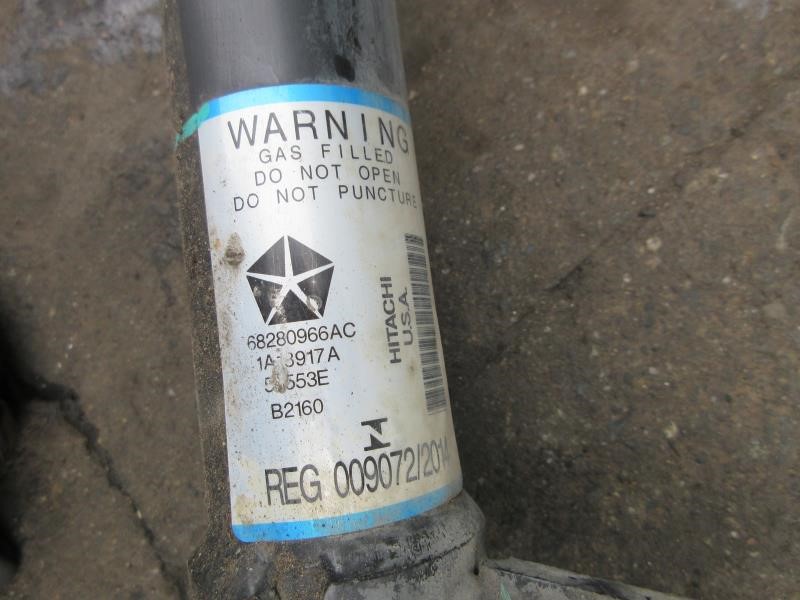 WARNING
GAS FILLED
DO NOT OPEN
DO NOT PUNCTURE
68280966AC
B2160
HITACHI
U.S.A.
REG 009072/2014